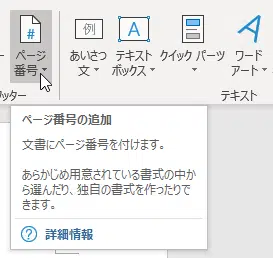 #
ページ
番号
例
あいさつ
文
A
テキスト
ボックス
クイック パーツ
A
ワード
アート
ッター
テキスト
ページ番号の追加
文書にページ番号を付けます。
あらかじめ用意されている書式の中か
ら選んだり、独自の書式を作ったりで
きます。
? 詳細情報